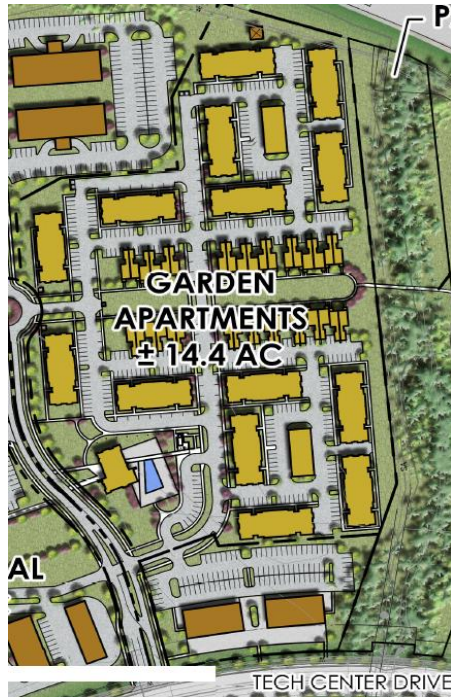 P
GARDEN
APARTMENTS
± 14.4 AC
AL
TECH CENTER DRIVE